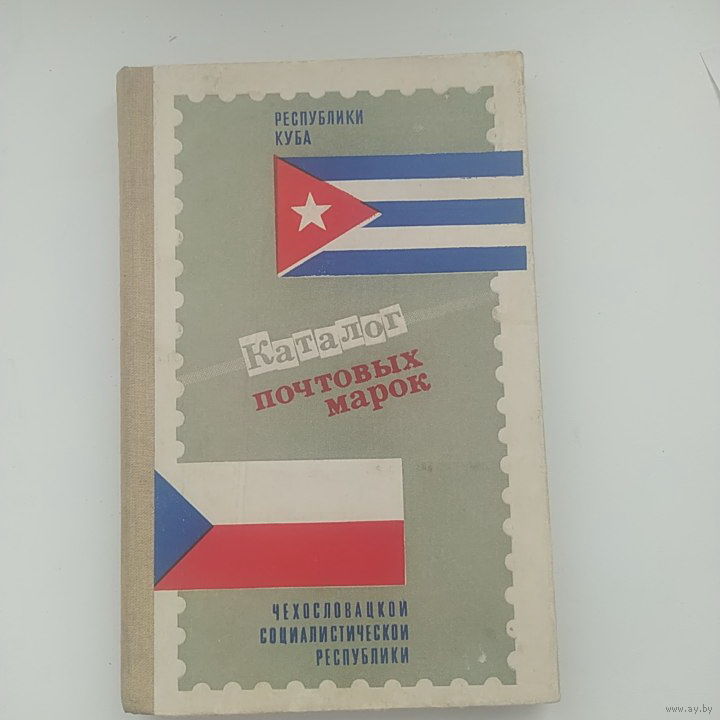 РЕСПУБЛИКИ
КУБА
Каталог
почтовых
марок
ЧЕХОСЛОВАЦКОЙ
СОЦИАЛИСТИЧЕСКОЙ
РЕСПУБЛИКИ
www.ay.by